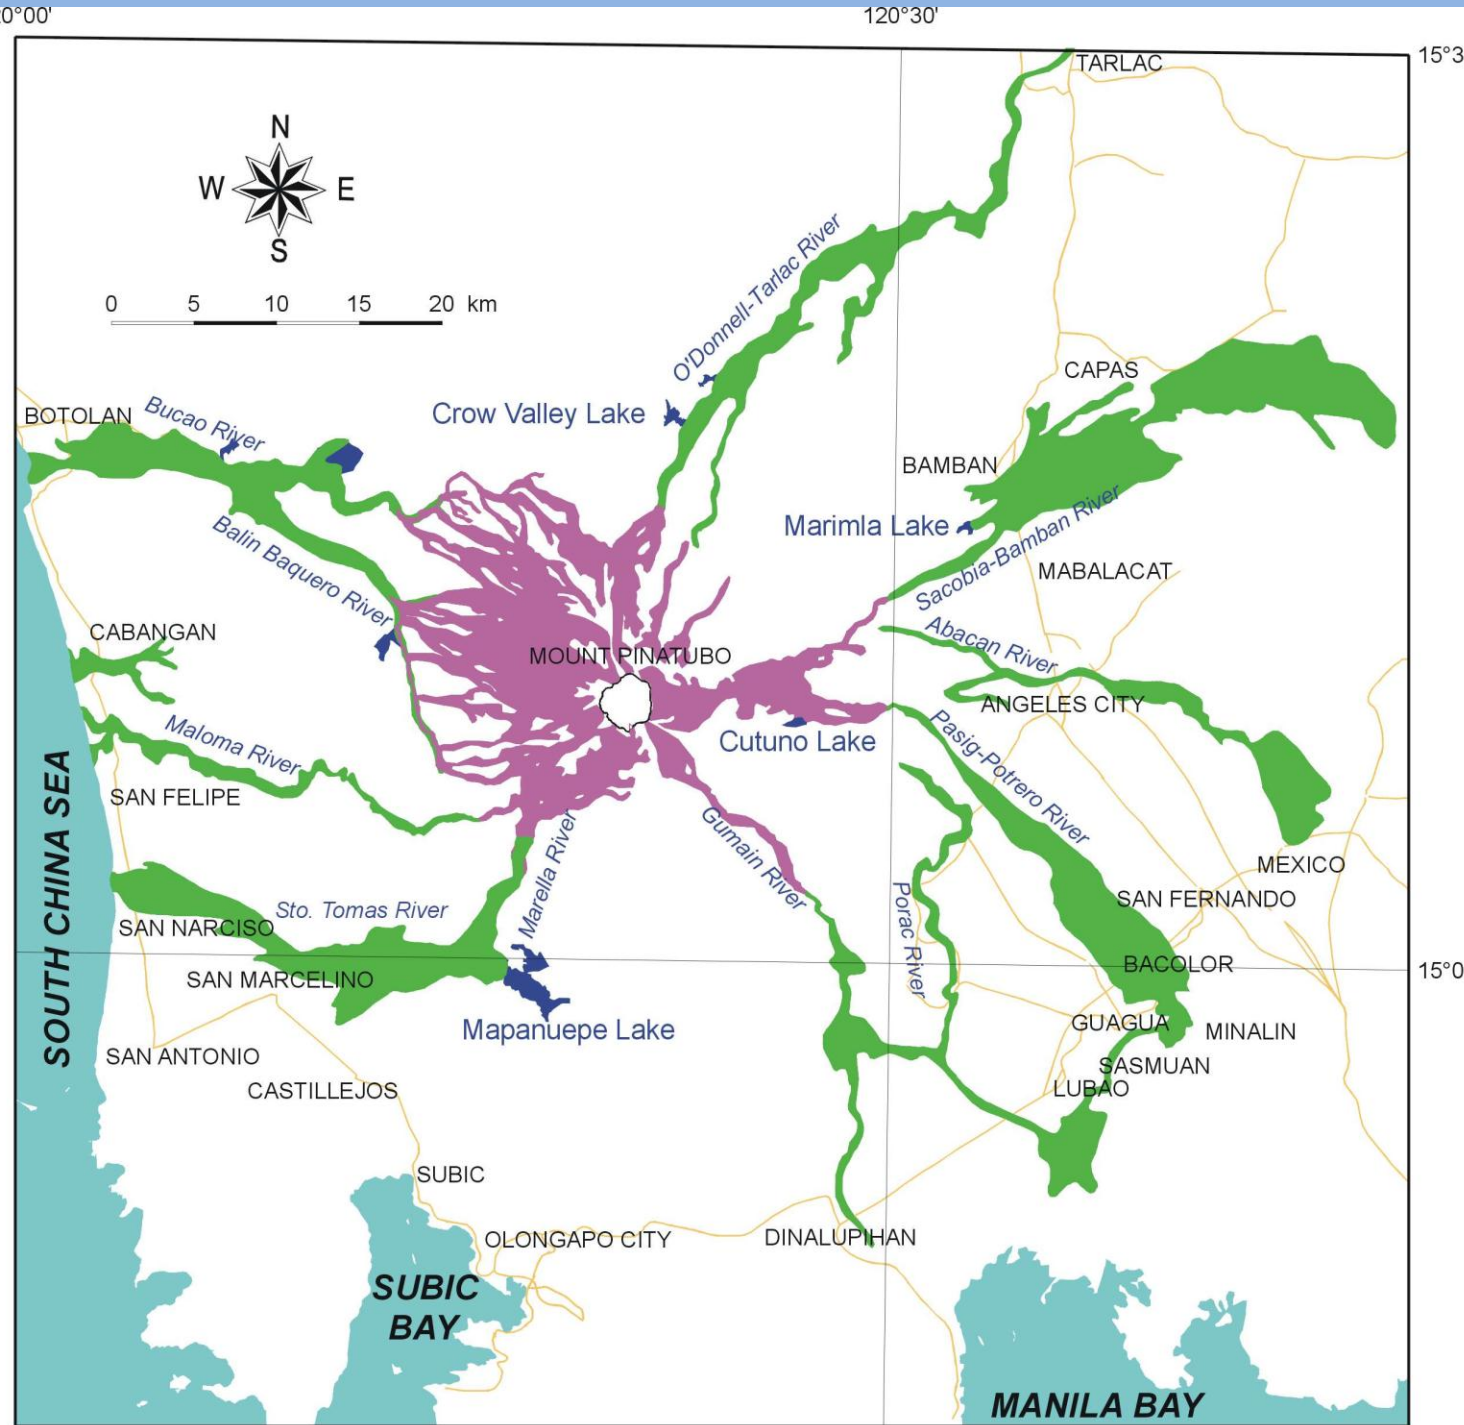 0°00'
120°30'
15°3
TARLAC
N
W
E
S
0 5 10 15 20 km
O'Donnell-Tarlac River
CAPAS
Crow Valley Lake
BOTOLAN
Bucao River
BAMBAN
Marimla Lake
Sacobia-Bamban River
Balin Baquero River
MABALACAT
CABANGAN
Abacan River
MOUNT PINATUBO
ANGELES CITY
Maloma River
Cutuno Lake
Pasig-Potrero River
SAN FELIPE
Gumain River
Marella River
MEXICO
SAN FERNANDO
Sto. Tomas River
SAN NARCISO
Porac River
SOUTH CHINA SEA
BACOLOR
15°0
SAN MARCELINO
Mapanuepe Lake
GUAGUA
MINALIN
SAN ANTONIO
SASMUAN
CASTILLEJOS
LUBAO
SUBIC
OLONGAPO CITY
DINALUPIHAN
SUBIC
BAY
MANILA BAY